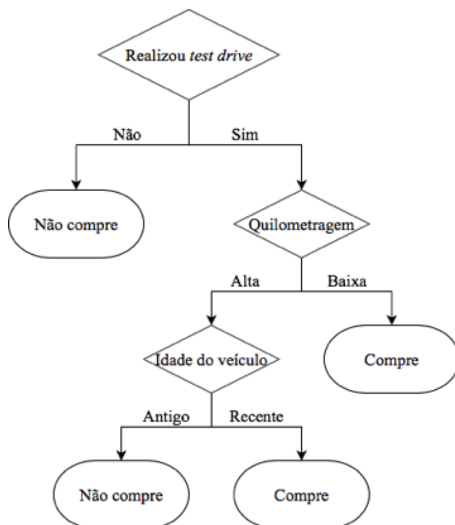 Realizou test drive
Não
Sim
Não compre
Quilometragem
Alta
Baixa
Idade do veículo
Compre
Antigo
Recente
Não compre
Compre